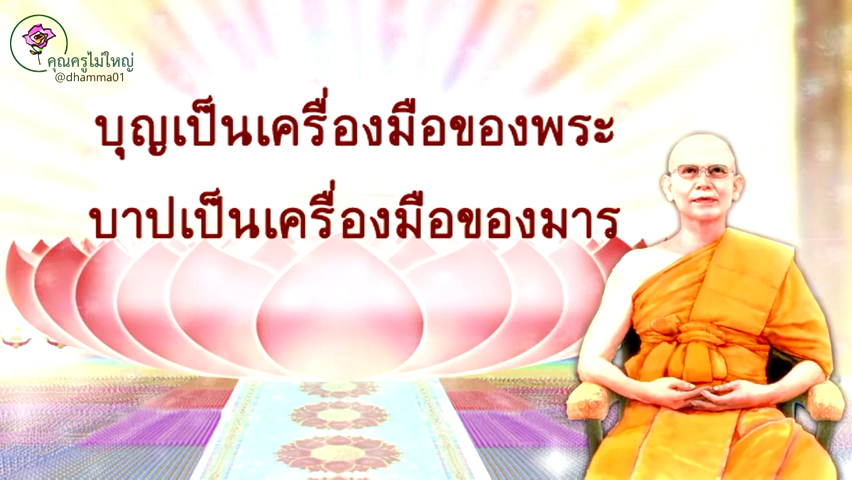 คุณครูไม่ใหญ่
@dhamma01
บุญเป็นเครื่องมือของพระ
บาปเป็นเครื่องมือของมาร